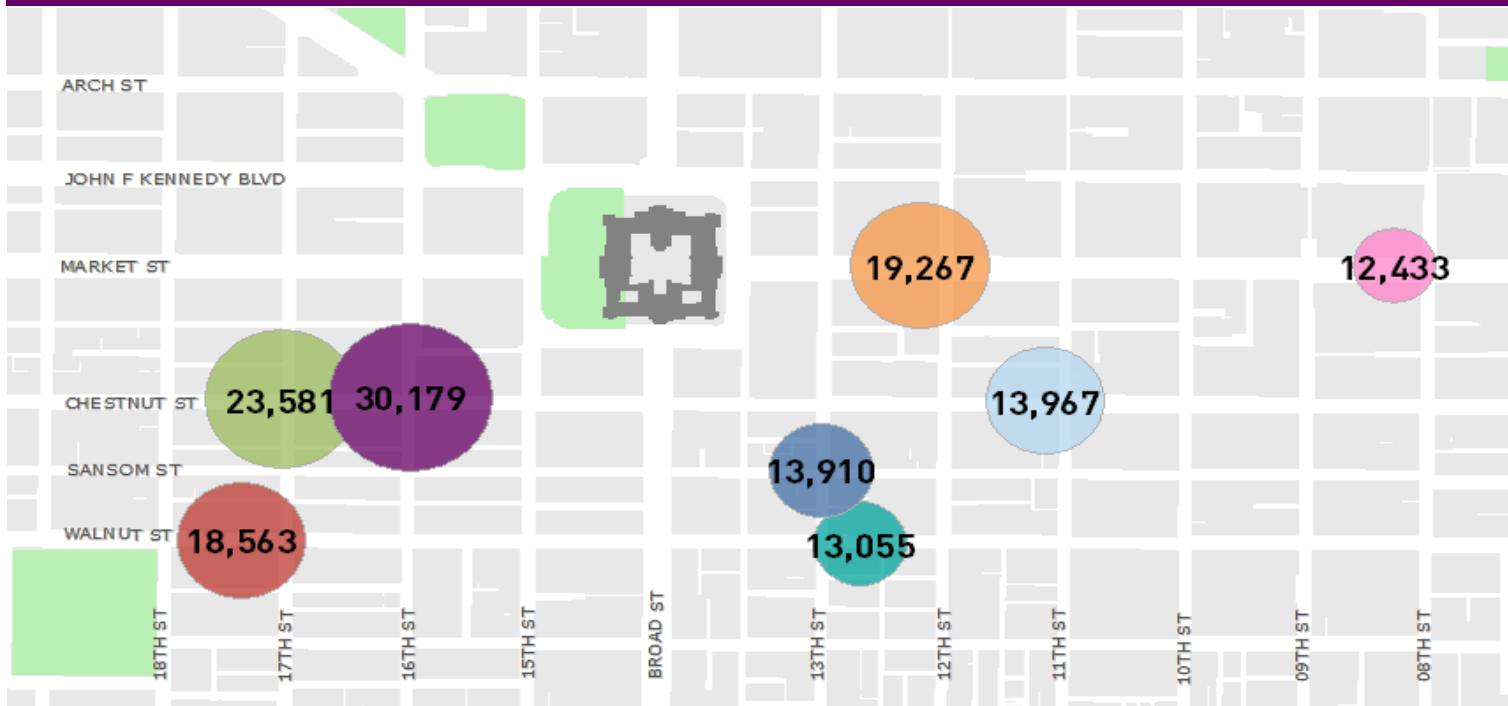 ARCH ST
JOHN F KENNEDY BLVD
MARKET ST
19,267
12,433
CHESTNUT ST
23,581
30,179
13,967
SANSOM ST
13,910
WALNUT ST
18,563
13,055
18TH ST
17TH ST
16TH ST
15TH ST
BROAD ST
13TH ST
12TH ST
11TH ST
10TH ST
09TH ST
08TH ST